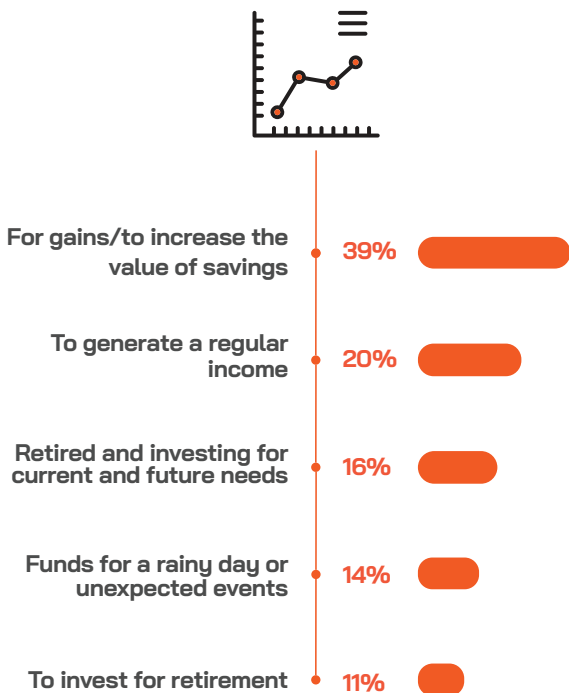 For gains/to increase the
value of savings
39%
To generate a regular
income
20%
Retired and investing for
current and future needs
16%
Funds for a rainy day or
unexpected events
14%
To invest for retirement
11%